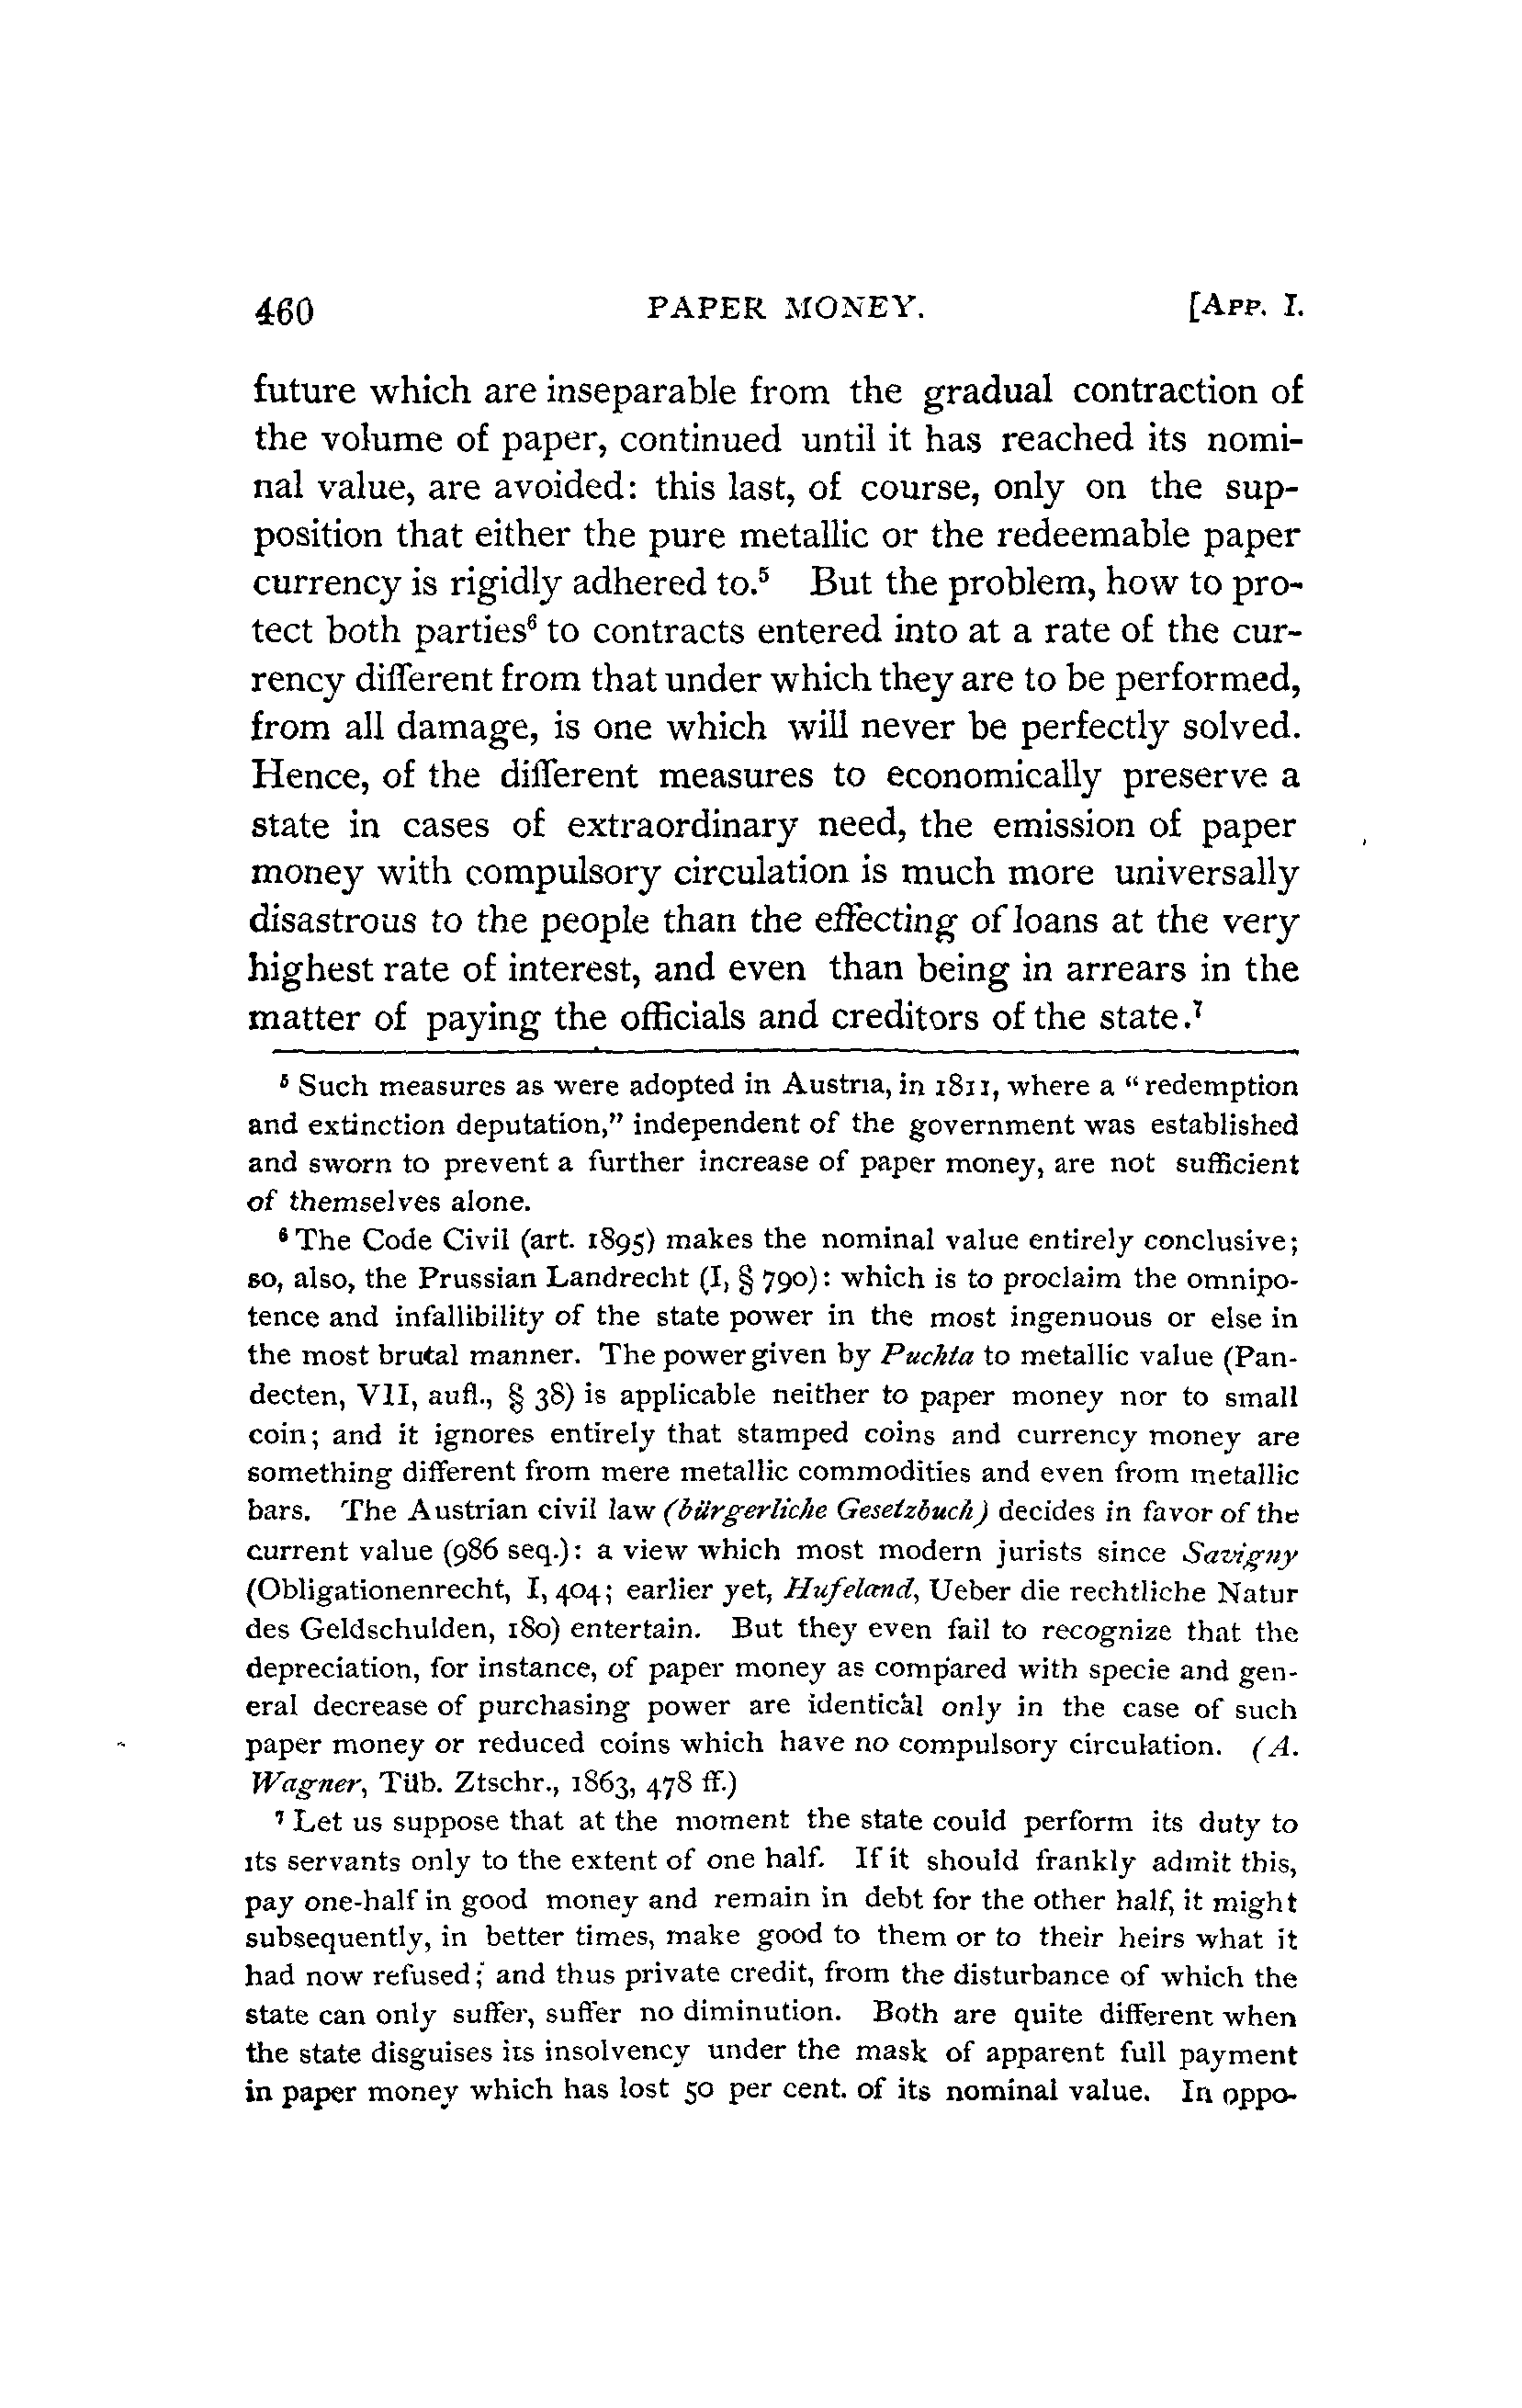 460 PAPER MONEY. [APP. I.
future which are inseparable from the gradual contraction of
the volume of paper, continued until it has reached its nomi-
nal value, are avoided: this last, of course, only on the sup-
position that either the pure metallic or the redeemable paper
currency is rigidly adhered to.⁵ But the problem, how to pro-
tect both parties⁶ to contracts entered into at a rate of the cur-
rency different from that under which they are to be performed,
from all damage, is one which will never be perfectly solved.
Hence, of the different measures to economically preserve a
state in cases of extraordinary need, the emission of paper
money with compulsory circulation is much more universally
disastrous to the people than the effecting of loans at the very
highest rate of interest, and even than being in arrears in the
matter of paying the officials and creditors of the state.⁷
⁵ Such measures as were adopted in Austria, in 1811, where a "redemption
and extinction deputation," independent of the government was established
and sworn to prevent a further increase of paper money, are not sufficient
of themselves alone.
⁶ The Code Civil (art. 1895) makes the nominal value entirely conclusive;
so, also, the Prussian Landrecht (I, § 790): which is to proclaim the omnipo-
tence and infallibility of the state power in the most ingenuous or else in
the most brutal manner. The power given by Puchta to metallic value (Pan-
decten, VII, aufl., § 38) is applicable neither to paper money nor to small
coin; and it ignores entirely that stamped coins and currency money are
something different from mere metallic commodities and even from metallic
bars. The Austrian civil law (bürgerliche Gesetzbuch) decides in favor of the
current value (986 seq.): a view which most modern jurists since Savigny
(Obligationenrecht, I, 404; earlier yet, Hufeland, Ueber die rechtliche Natur
des Geldschulden, 180) entertain. But they even fail to recognize that the
depreciation, for instance, of paper money as compared with specie and gen-
eral decrease of purchasing power are identical only in the case of such
paper money or reduced coins which have no compulsory circulation. (A.
Wagner, Tüb. Ztschr., 1863, 478 ff.)
⁷ Let us suppose that at the moment the state could perform its duty to
its servants only to the extent of one half. If it should frankly admit this,
pay one-half in good money and remain in debt for the other half, it might
subsequently, in better times, make good to them or to their heirs what it
had now refused; and thus private credit, from the disturbance of which the
state can only suffer, suffer no diminution. Both are quite different when
the state disguises its insolvency under the mask of apparent full payment
in paper money which has lost 50 per cent. of its nominal value. In oppo-